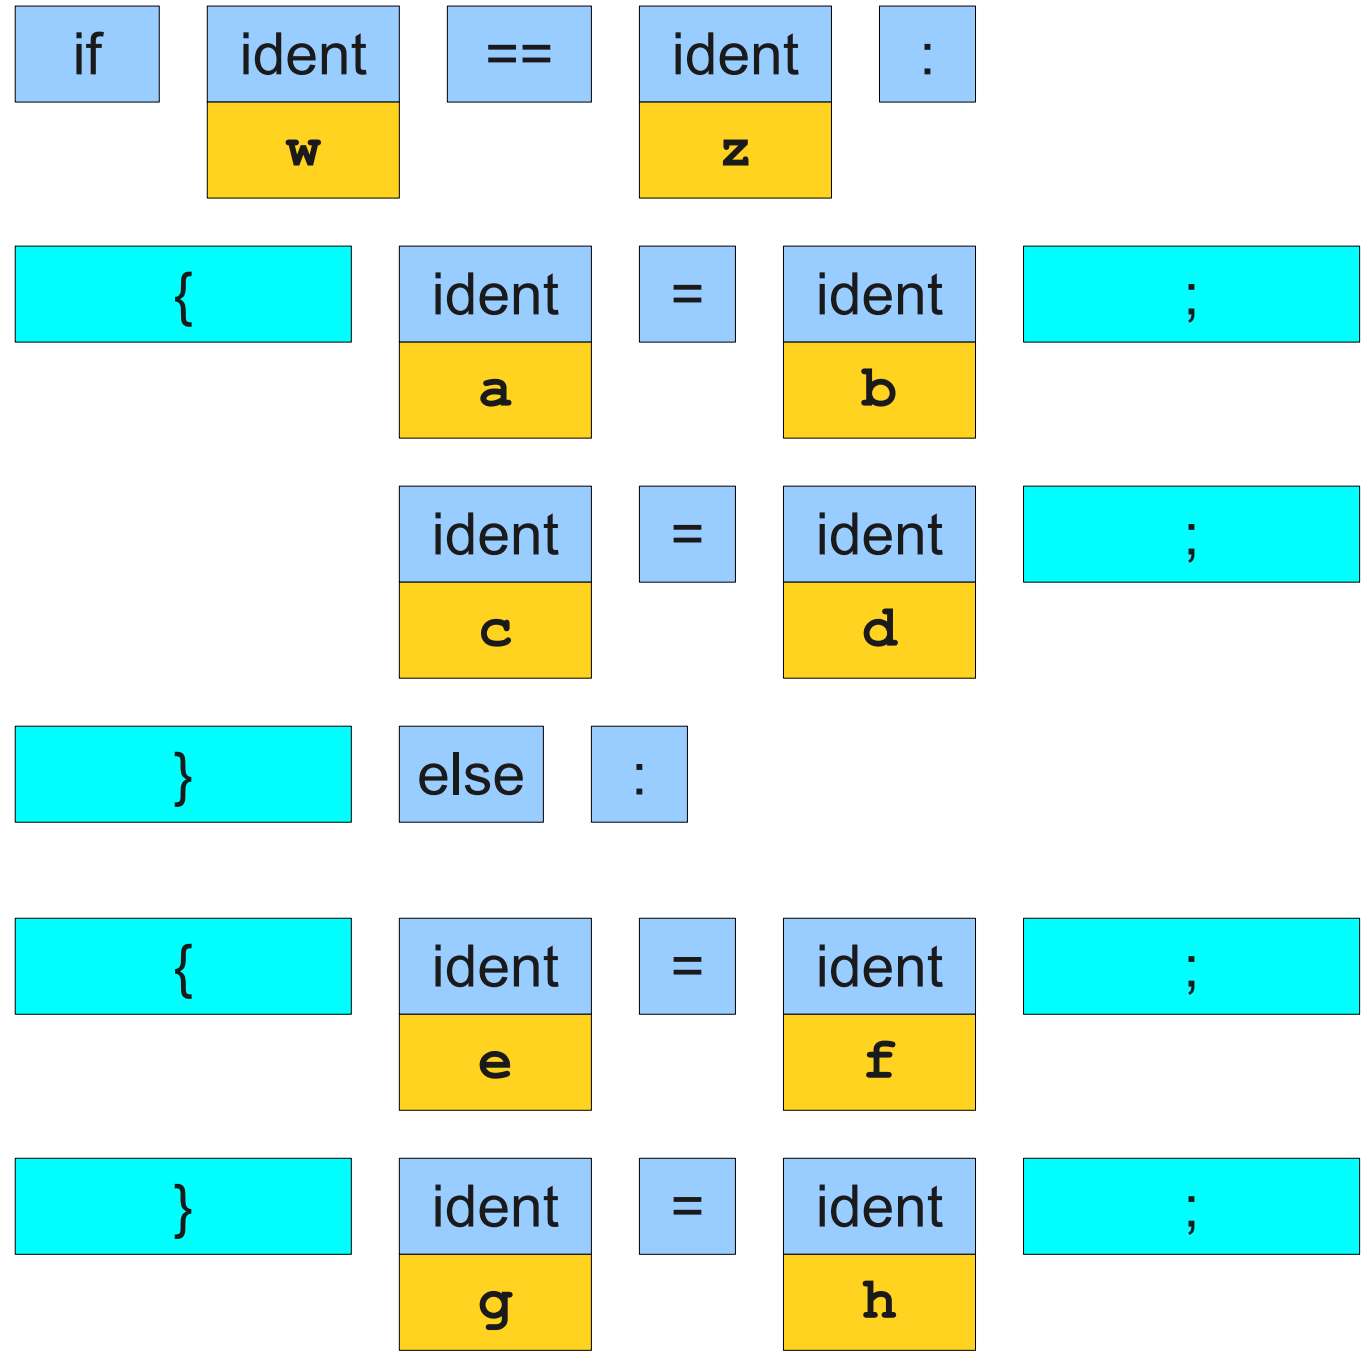 if ident == ident :
w z
{ ident = ident ;
a b
ident = ident ;
c d
} else :
{ ident = ident ;
e f
} ident = ident ;
g h